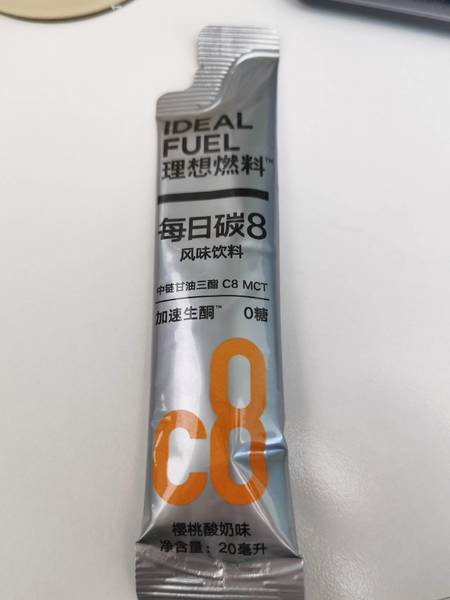 IDEAL
FUEL
理想燃料™
每日碳8
风味饮料
中链甘油三酯 C8 MCT
加速生酮™ 0糖
C8
樱桃酸奶味
净含量：20毫升